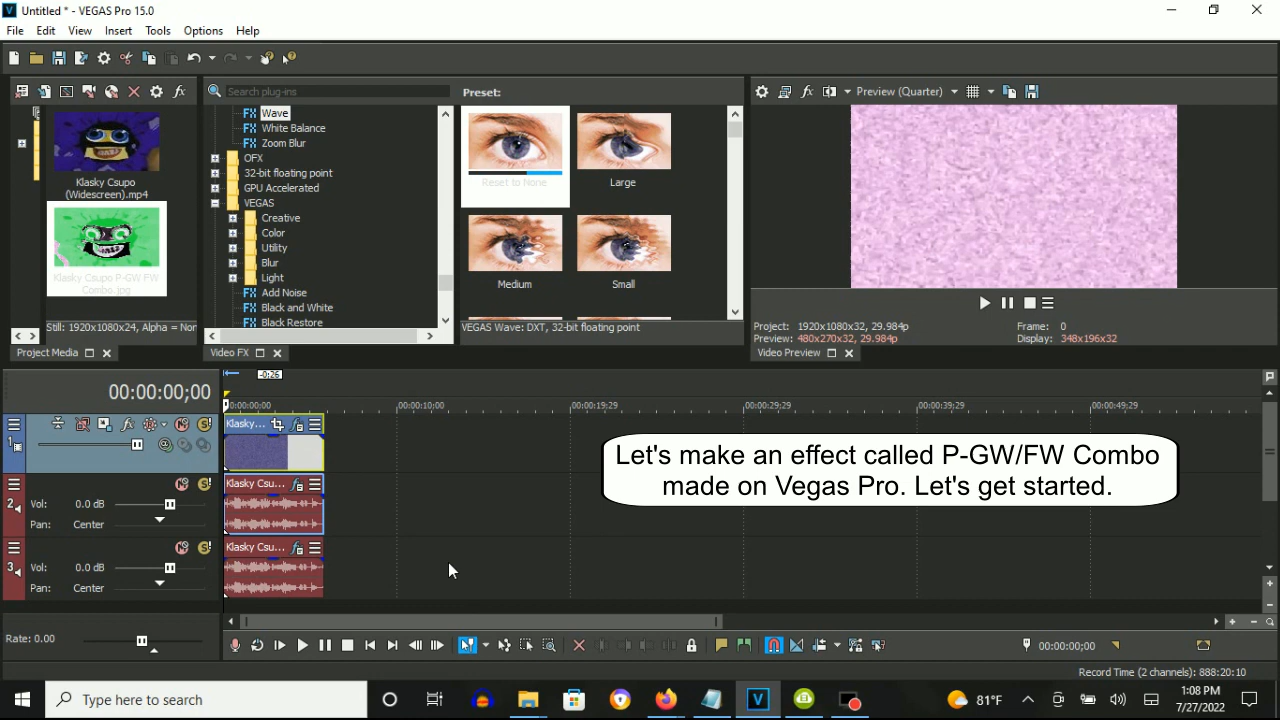 Untitled * - VEGAS Pro 15.0
File Edit View Insert Tools Options Help
Search plug-ins
Preset:
Preview (Quarter)
Wave
White Balance
Zoom Blur
OFX
32-bit floating point
GPU Accelerated
VEGAS
Creative
Color
Utility
Blur
Light
Add Noise
Black and White
Black Restore
Klasky Csupo
(Widescreen).mp4
Klasky Csupo P-GW FW
Combo.jpg
Still: 1920x1080x24, Alpha = Non
Reset to None
Large
Medium
Small
VEGAS Wave: DXT, 32-bit floating point
Project: 1920x1080x32, 29.984p
Preview: 480x270x32, 29.984p
Frame: 0
Display: 348x196x32
Project Media
Video FX
Video Preview
-0:26
00:00:00;00
00:00:00;00 00:00:10;00 00:00:19;29 00:00:29;29 00:00:39;29 00:00:49;29
1
Klasky...
Let's make an effect called P-GW/FW Combo
made on Vegas Pro. Let's get started.
2
Vol: 0.0 dB
Pan: Center
Klasky Csu...
3
Vol: 0.0 dB
Pan: Center
Klasky Csu...
Rate: 0.00
00:00:00;00
Record Time (2 channels): 888:20:10
Type here to search
81°F
1:08 PM
7/27/2022